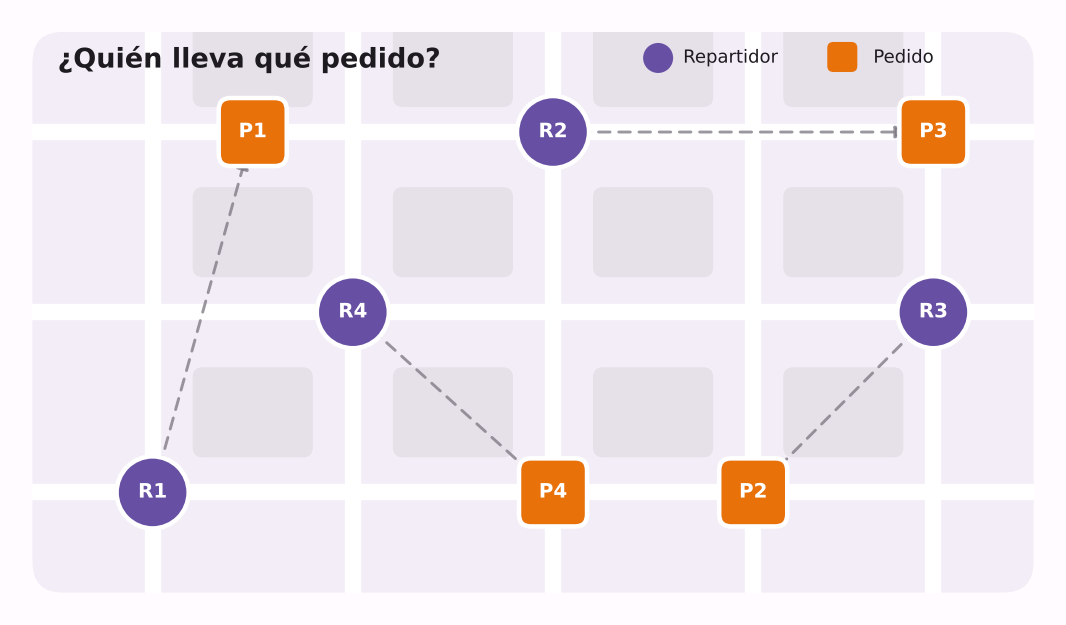 ¿Quién lleva qué pedido?
Repartidor
Pedido
P1
R2
P3
R4
R3
R1
P4
P2